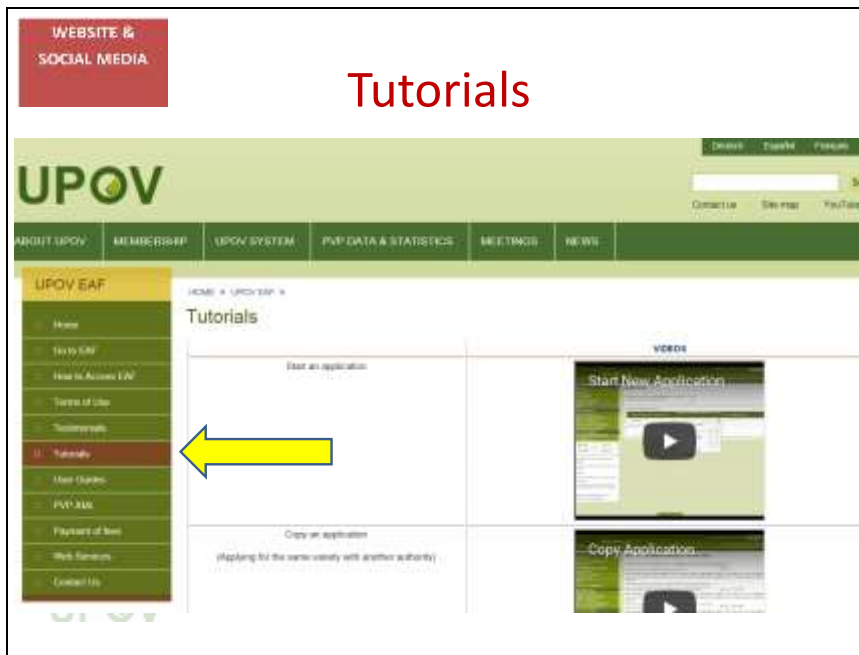 WEBSITE &
SOCIAL MEDIA
Tutorials
Deutsch Español Français
UPOV
Contact us Site map YouTube
ABOUT UPOV MEMBERSHIP UPOV SYSTEM PVP DATA & STATISTICS MEETINGS NEWS
UPOV EAF
HOME > UPOV EAF >
Tutorials
Home
Go to EAF
How to Access EAF
Terms of Use
Testimonials
Tutorials
User Guides
PVP-XML
Payment of fees
Web Services
Contact Us
VIDEOS
Start an application
Start New Application
Copy an application
(Applying for the same variety with another authority)
Copy Application
UPOV